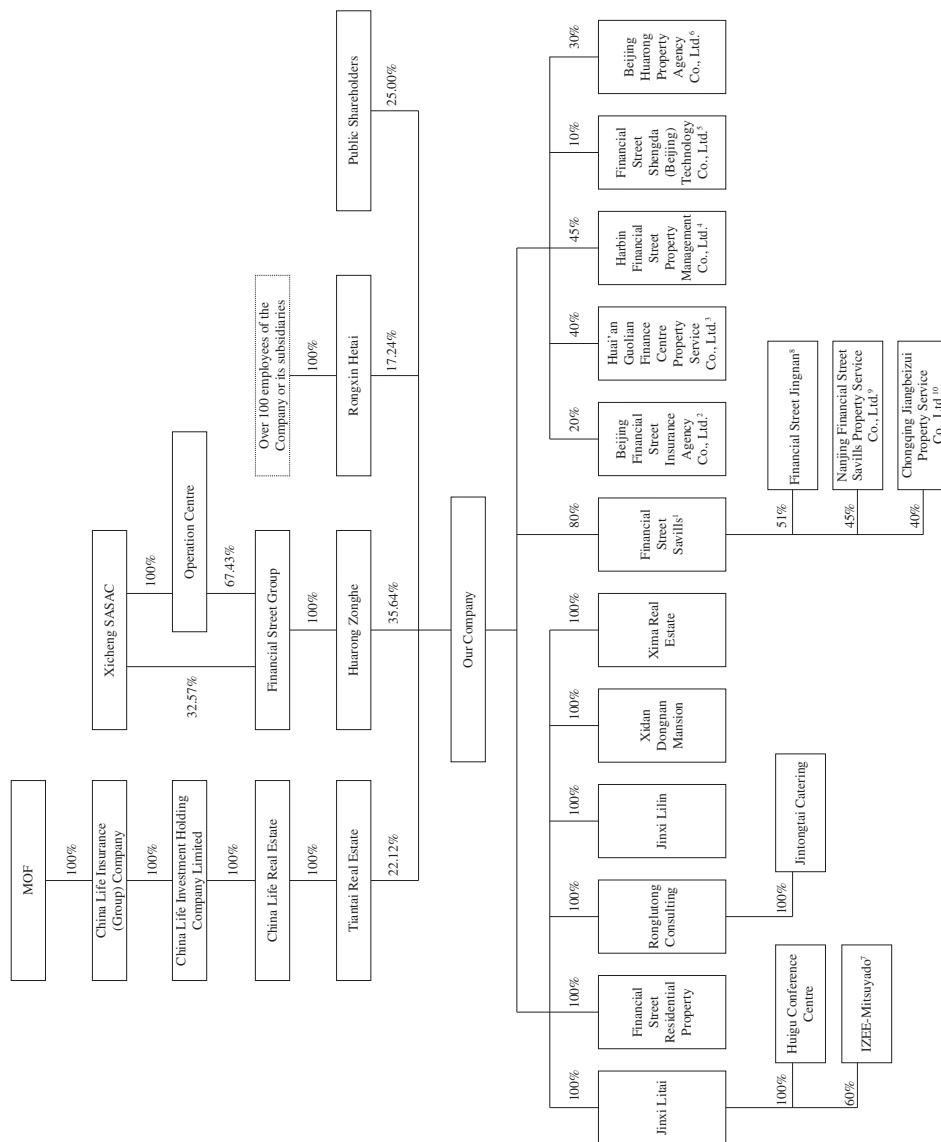 MOF
100%
China Life Insurance
(Group) Company
100%
China Life Investment Holding
Company Limited
100%
China Life Real Estate
100%
Tiantai Real Estate
22.12%
Xicheng SASAC
100%
Operation Centre
32.57%
67.43%
Financial Street Group
100%
Huarong Zonghe
35.64%
Over 100 employees of the
Company or its subsidiaries
100%
Rongxin Hetai
17.24%
Public Shareholders
25.00%
Our Company
100%
Jinxi Litai
100%
Financial
Street
Residential
Property
100%
Ronglutong
Consulting
100%
Jinxi Lilin
100%
Xidan
Dongnan
Mansion
100%
Xima Real
Estate
80%
Financial
Street
Savills¹
20%
Beijing
Financial
Street
Insurance
Agency
Co., Ltd.²
40%
Huai’an
Guolian
Finance
Centre
Property
Service
Co., Ltd.³
45%
Harbin
Financial
Street
Property
Management
Co., Ltd.⁴
10%
Financial
Street
Shengda
(Beijing)
Technology
Co., Ltd.⁵
30%
Beijing
Huarong
Property
Agency
Co., Ltd.⁶
100%
Huigu Conference
Centre
60%
IZEE-Mitsuyado⁷
100%
Jintongtai Catering
51%
Financial Street Jingnan⁸
45%
Nanjing Financial Street
Savills Property Service
Co., Ltd.⁹
40%
Chongqing Jiangbeizui
Property Service
Co., Ltd.¹⁰